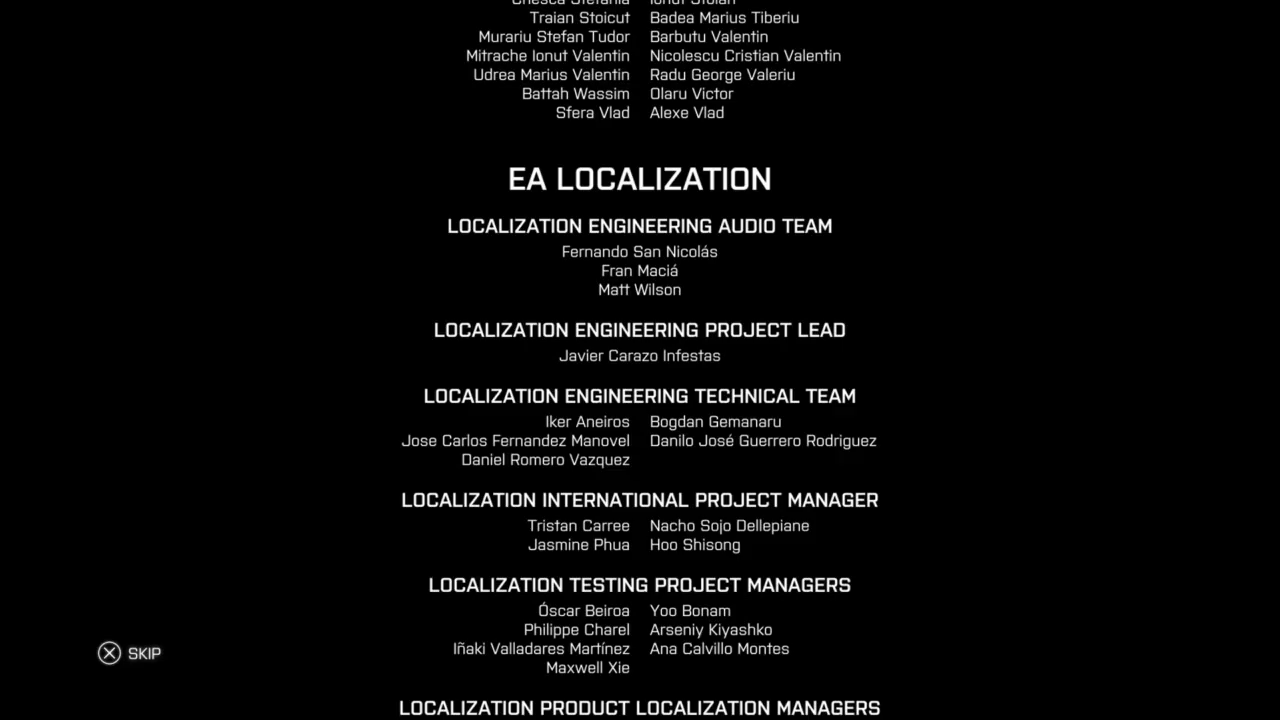 Traian Stoicut Badea Marius Tiberiu
Murariu Stefan Tudor Barbutu Valentin
Mitrache Ionut Valentin Nicolescu Cristian Valentin
Udrea Marius Valentin Radu George Valeriu
Battah Wassim Olaru Victor
Sfera Vlad Alexe Vlad
EA LOCALIZATION
LOCALIZATION ENGINEERING AUDIO TEAM
Fernando San Nicolás
Fran Maciá
Matt Wilson
LOCALIZATION ENGINEERING PROJECT LEAD
Javier Carazo Infestas
LOCALIZATION ENGINEERING TECHNICAL TEAM
Iker Aneiros Bogdan Gemanaru
Jose Carlos Fernandez Manovel Danilo José Guerrero Rodriguez
Daniel Romero Vazquez
LOCALIZATION INTERNATIONAL PROJECT MANAGER
Tristan Carree Nacho Sojo Dellepiane
Jasmine Phua Hoo Shisong
LOCALIZATION TESTING PROJECT MANAGERS
Óscar Beiroa Yoo Bonam
Philippe Charel Arseniy Kiyashko
Iñaki Valladares Martínez Ana Calvillo Montes
Maxwell Xie
SKIP
LOCALIZATION PRODUCT LOCALIZATION MANAGERS